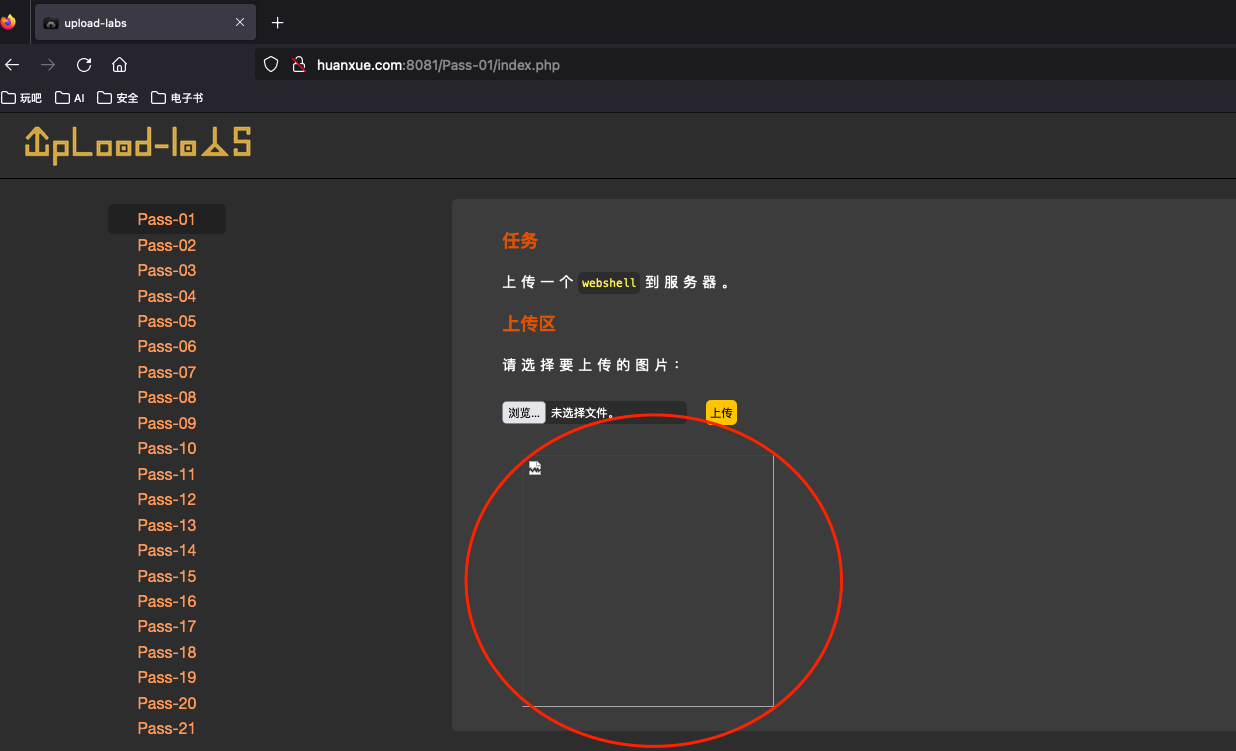 upload-labs
huanxue.com:8081/Pass-01/index.php
玩吧 AI 安全 电子书
UpLoad-labS
Pass-01
Pass-02
Pass-03
Pass-04
Pass-05
Pass-06
Pass-07
Pass-08
Pass-09
Pass-10
Pass-11
Pass-12
Pass-13
Pass-14
Pass-15
Pass-16
Pass-17
Pass-18
Pass-19
Pass-20
Pass-21
任务
上传一个 webshell 到服务器。
上传区
请选择要上传的图片：
浏览... 未选择文件。 上传